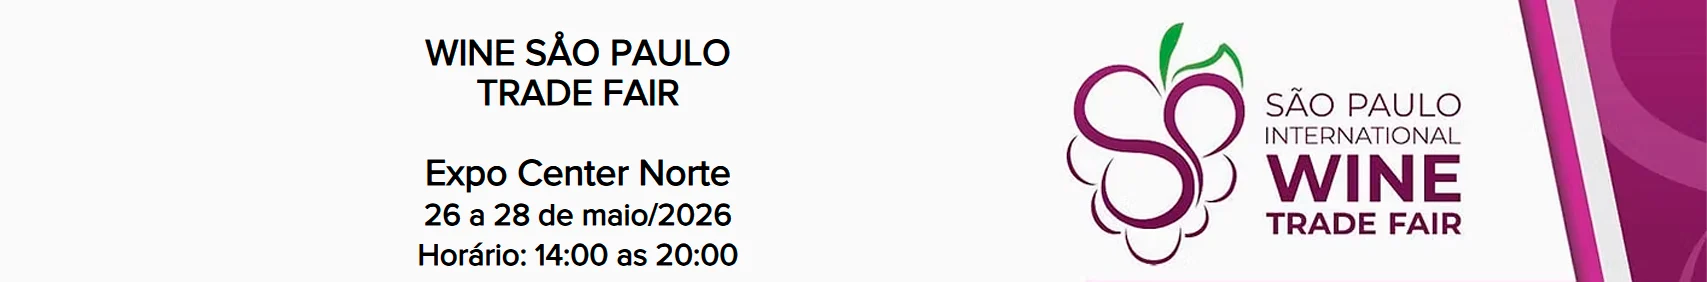 WINE SÅO PAULO
TRADE FAIR
Expo Center Norte
26 a 28 de maio/2026
Horário: 14:00 as 20:00
SÃO PAULO
INTERNATIONAL
WINE
TRADE FAIR